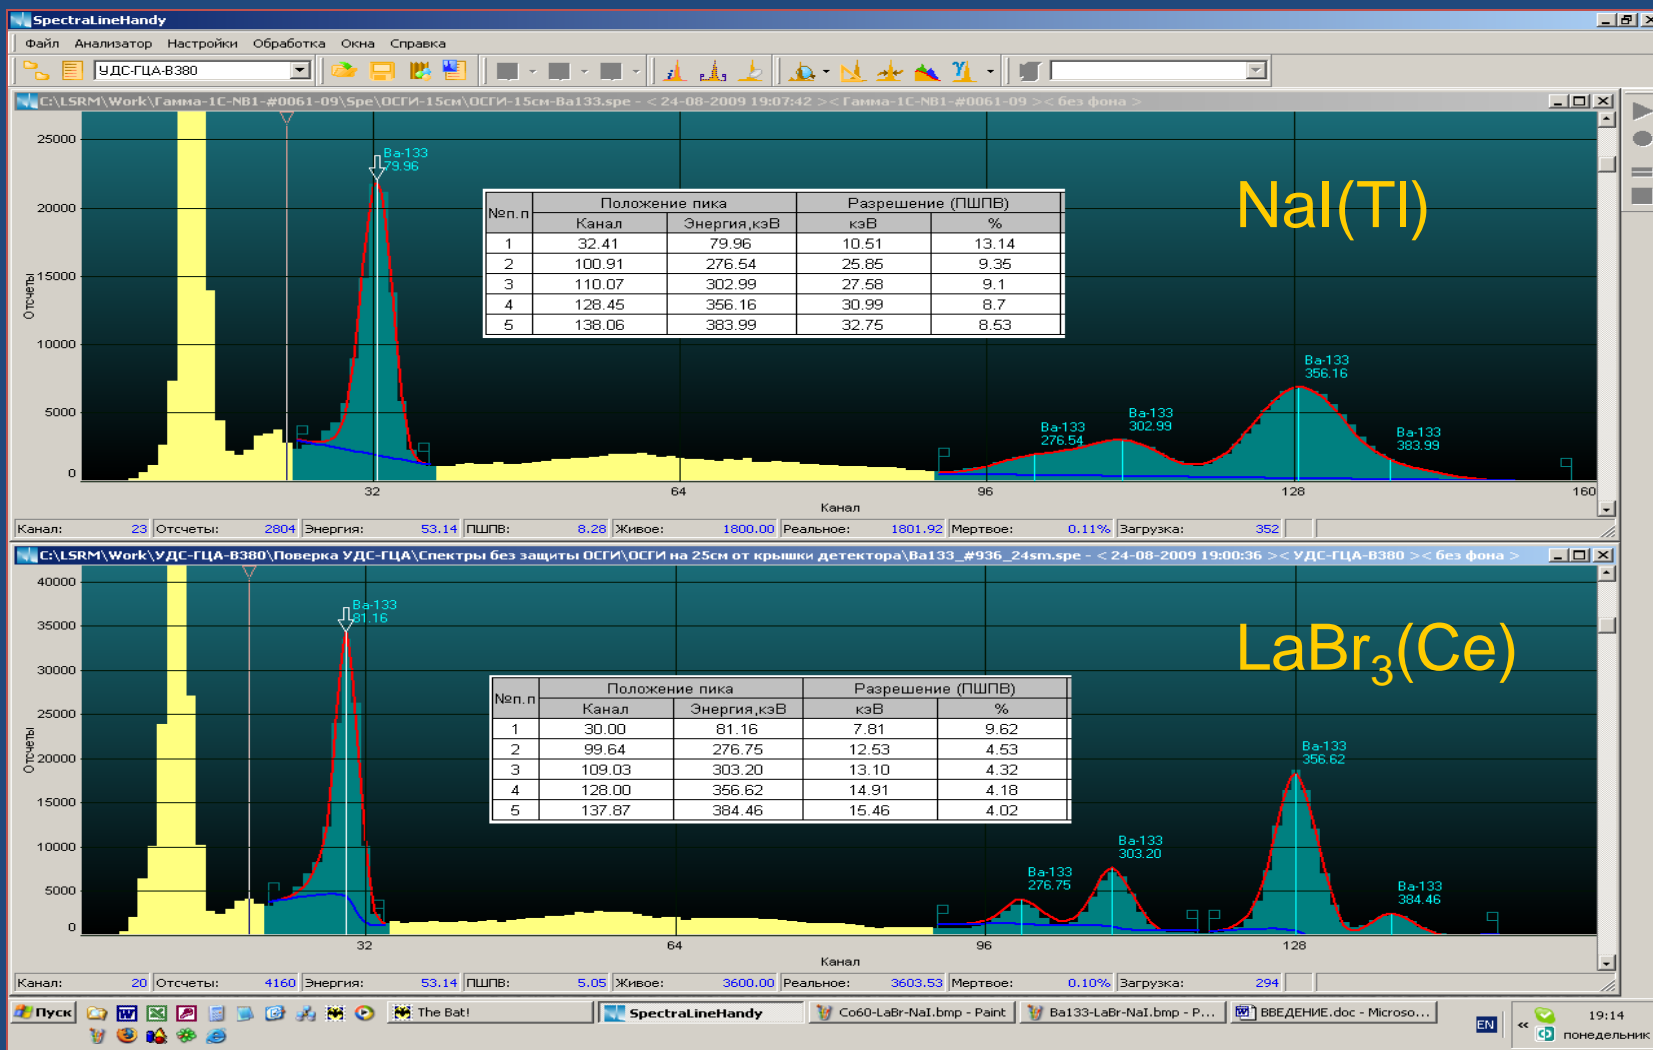 SpectraLineHandy
Файл Анализатор Настройки Обработка Окна Справка
УДС-ГЦА-В380
C:\LSRM\Work\Гамма-1С-NB1-#0061-09\Spe\ОСГИ-15см\ОСГИ-15см-Ba133.spe - < 24-08-2009 19:07:42 >< Гамма-1С-NB1-#0061-09 >< без фона >
NaI(Tl)
Отсчеты
25000
20000
15000
10000
5000
0
Ba-133
79.96
Ba-133
276.54
Ba-133
302.99
Ba-133
356.16
Ba-133
383.99
№п.п Положение пика Разрешение (ПШПВ)
Канал Энергия,кэВ кэВ %
1 32.41 79.96 10.51 13.14
2 100.91 276.54 25.85 9.35
3 110.07 302.99 27.58 9.1
4 128.45 356.16 30.99 8.7
5 138.06 383.99 32.75 8.53
32 64 96 128 160
Канал
Канал: 23 Отсчеты: 2804 Энергия: 53.14 ПШПВ: 8.28 Живое: 1800.00 Реальное: 1801.92 Мертвое: 0.11% Загрузка: 352
C:\LSRM\Work\УДС-ГЦА-В380\Поверка УДС-ГЦА\Спектры без защиты ОСГИ\ОСГИ на 25см от крышки детектора\Ba133_#936_24sm.spe - < 24-08-2009 19:00:36 >< УДС-ГЦА-В380 >< без фона >
LaBr₃(Ce)
Отсчеты
40000
35000
30000
25000
20000
15000
10000
5000
0
Ba-133
81.16
Ba-133
276.75
Ba-133
303.20
Ba-133
356.62
Ba-133
384.46
№п.п Положение пика Разрешение (ПШПВ)
Канал Энергия,кэВ кэВ %
1 30.00 81.16 7.81 9.62
2 99.64 276.75 12.53 4.53
3 109.03 303.20 13.10 4.32
4 128.00 356.62 14.91 4.18
5 137.87 384.46 15.46 4.02
32 64 96 128
Канал
Канал: 20 Отсчеты: 4160 Энергия: 53.14 ПШПВ: 5.05 Живое: 3600.00 Реальное: 3603.53 Мертвое: 0.10% Загрузка: 294
Пуск The Bat! SpectraLineHandy Co60-LaBr-NaI.bmp - Paint Ba133-LaBr-NaI.bmp - P... ВВЕДЕНИЕ.doc - Microso... EN « 19:14
понедельник